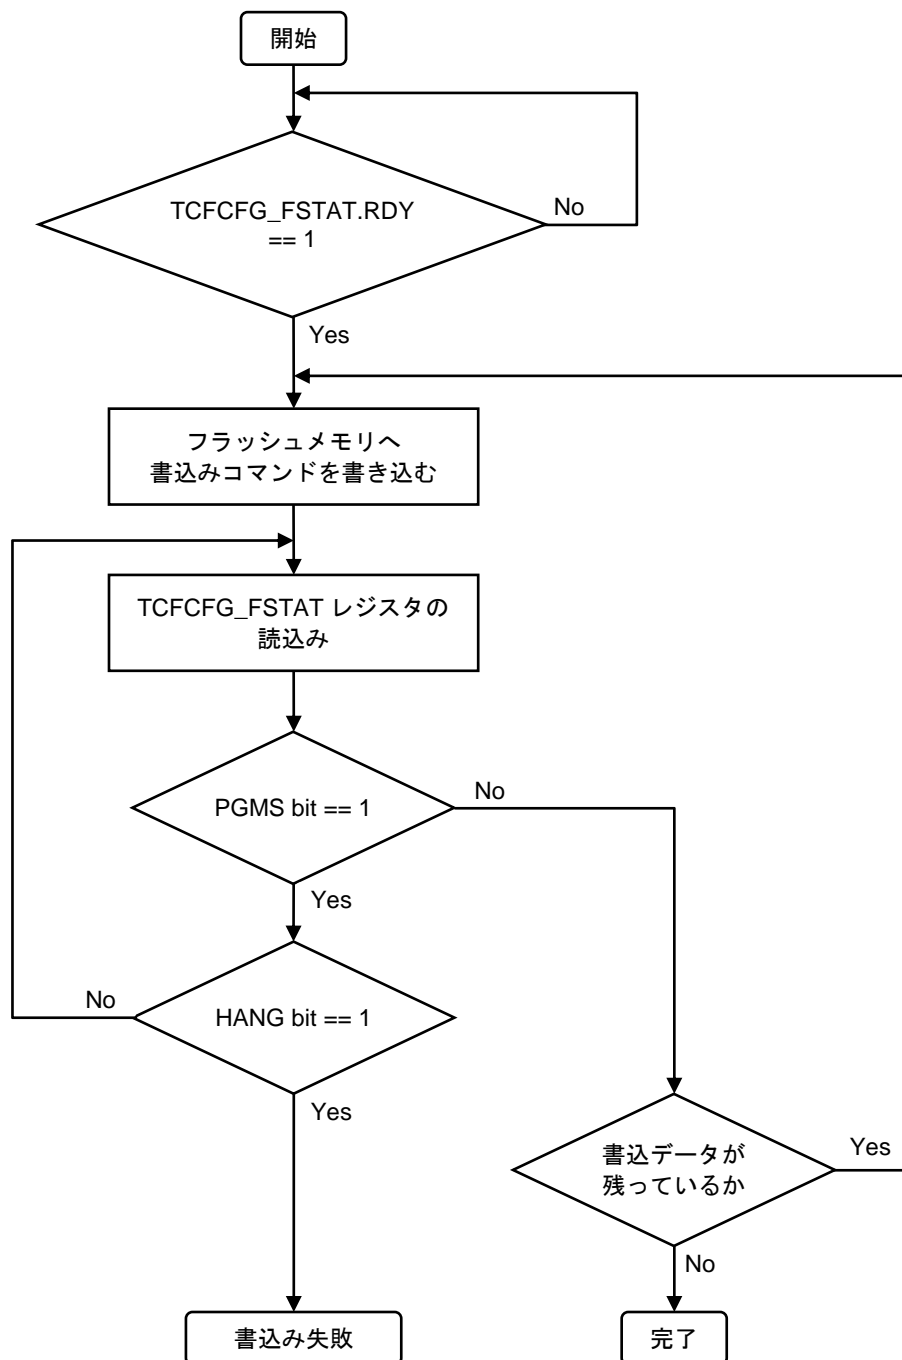 開始
TCFCFG_FSTAT.RDY
== 1
No
Yes
フラッシュメモリへ
書込みコマンドを書き込む
TCFCFG_FSTAT レジスタの
読込み
PGMS bit == 1
No
Yes
HANG bit == 1
No
Yes
書込データが
残っているか
Yes
No
書込み失敗
完了